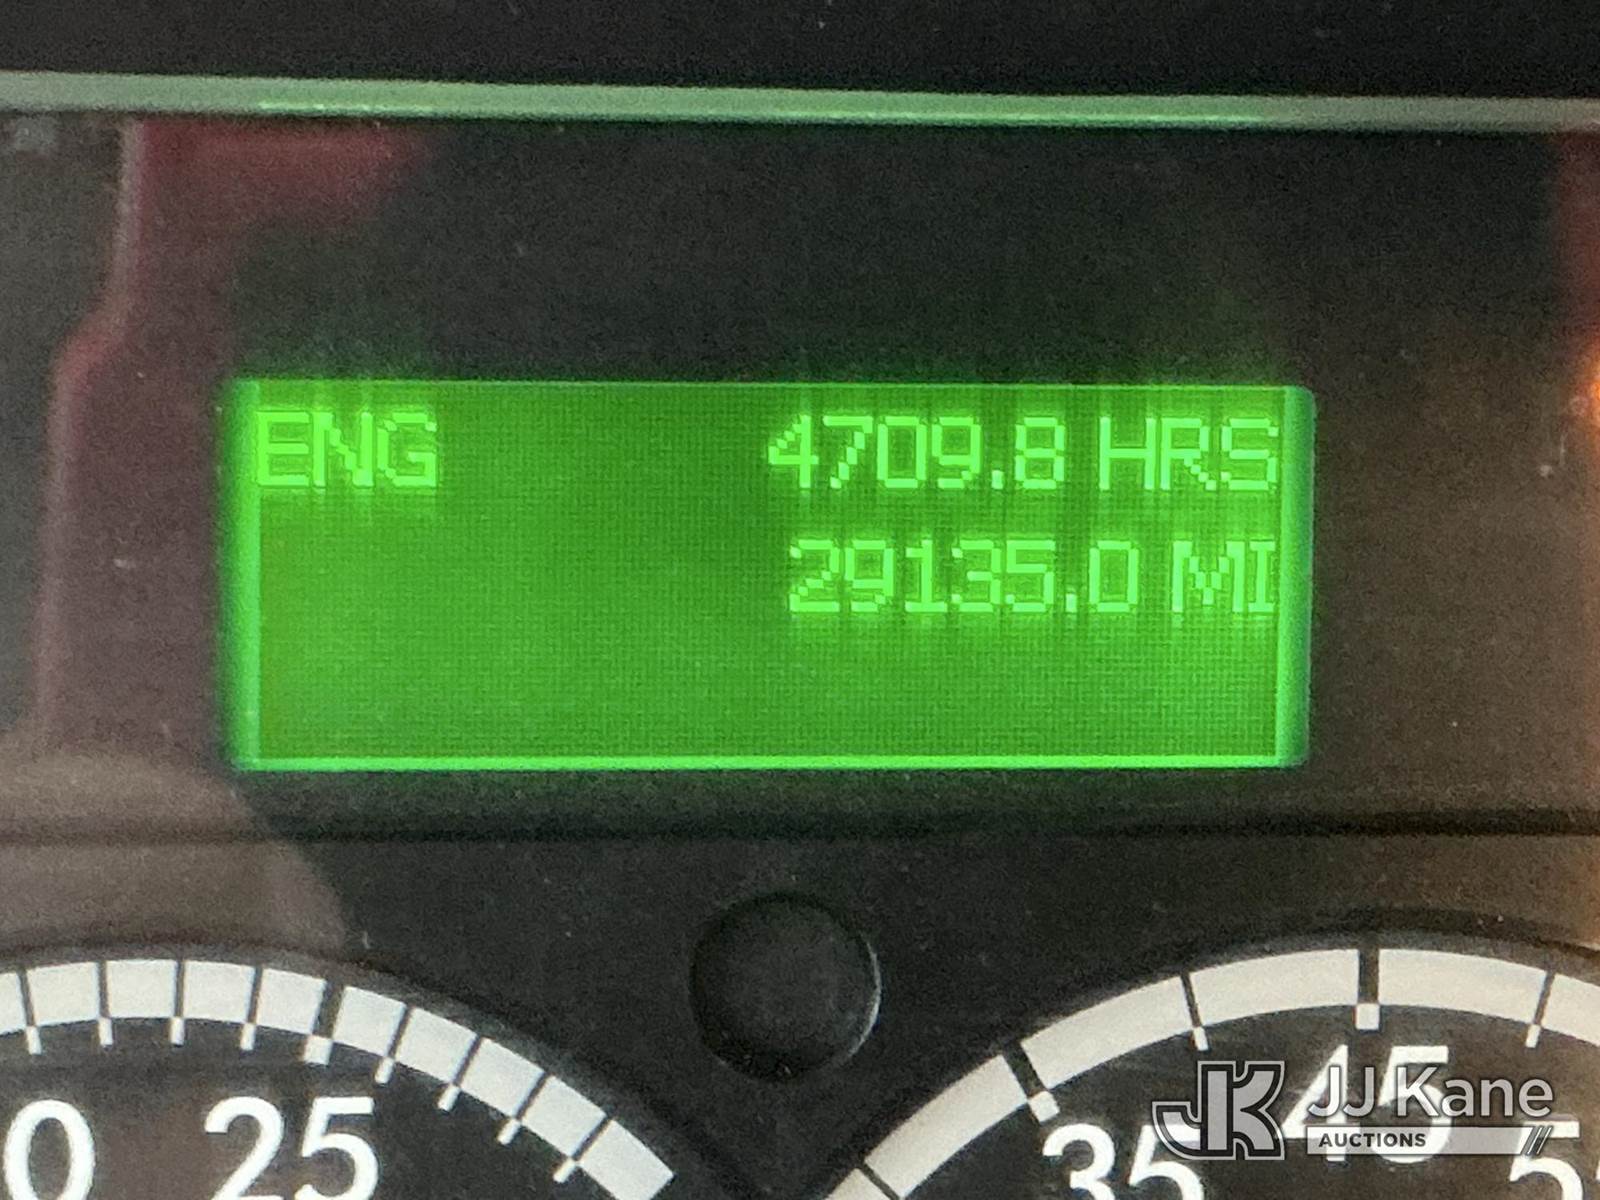 ENG 4709.8 HRS
29135.0 MI
25
35
45
JJ Kane
AUCTIONS